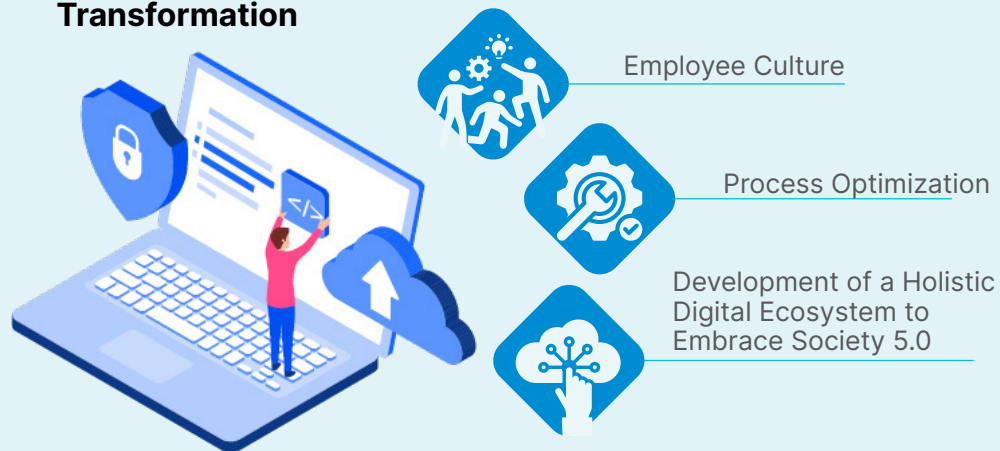 Transformation
Employee Culture
</>
Process Optimization
Development of a Holistic
Digital Ecosystem to
Embrace Society 5.0